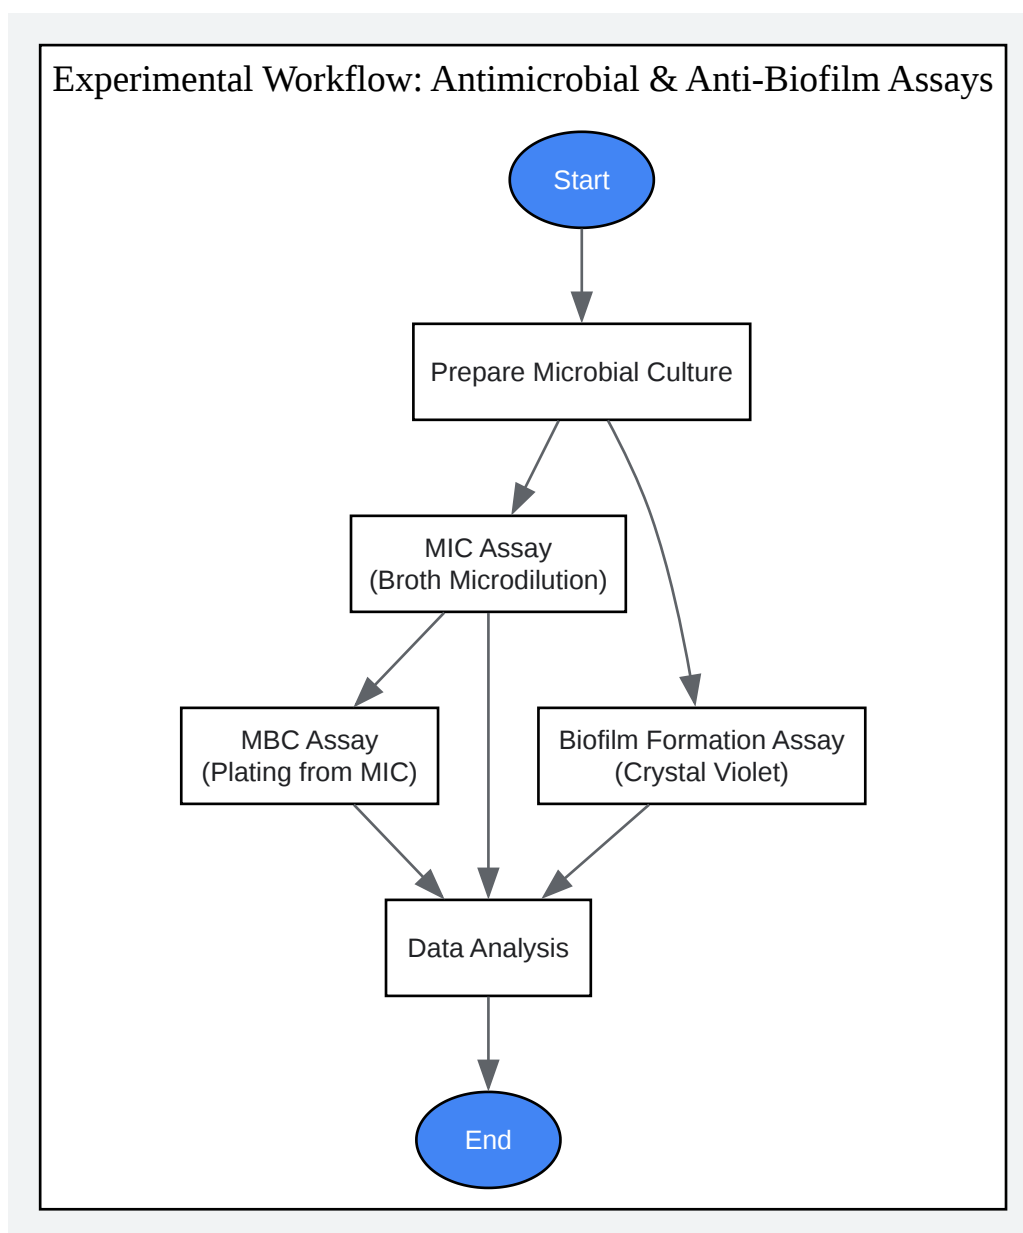 Experimental Workflow: Antimicrobial & Anti-Biofilm Assays
Start
Prepare Microbial Culture
MIC Assay
(Broth Microdilution)
MBC Assay
(Plating from MIC)
Biofilm Formation Assay
(Crystal Violet)
Data Analysis
End